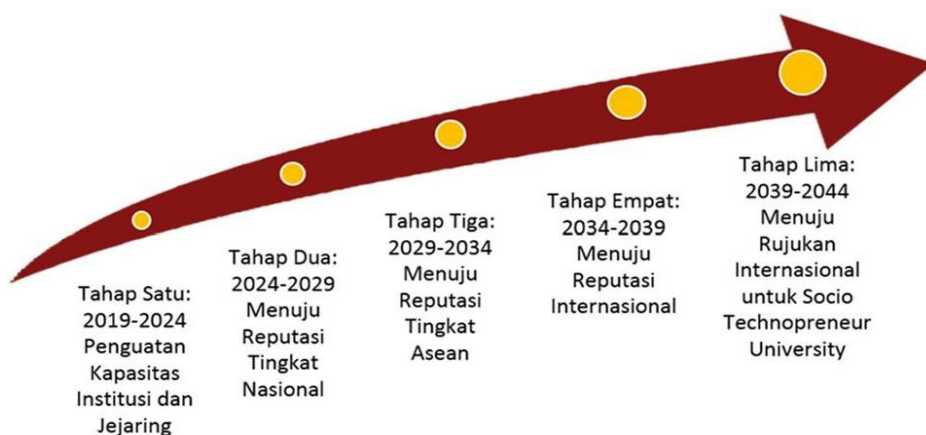 Tahap Satu:
2019-2024
Penguatan
Kapasitas
Institusi dan
Jejaring
Tahap Dua:
2024-2029
Menuju
Reputasi
Tingkat
Nasional
Tahap Tiga:
2029-2034
Menuju
Reputasi
Tingkat
Asean
Tahap Empat:
2034-2039
Menuju
Reputasi
Internasional
Tahap Lima:
2039-2044
Menuju
Rujukan
Internasional
untuk Socio
Technopreneur
University